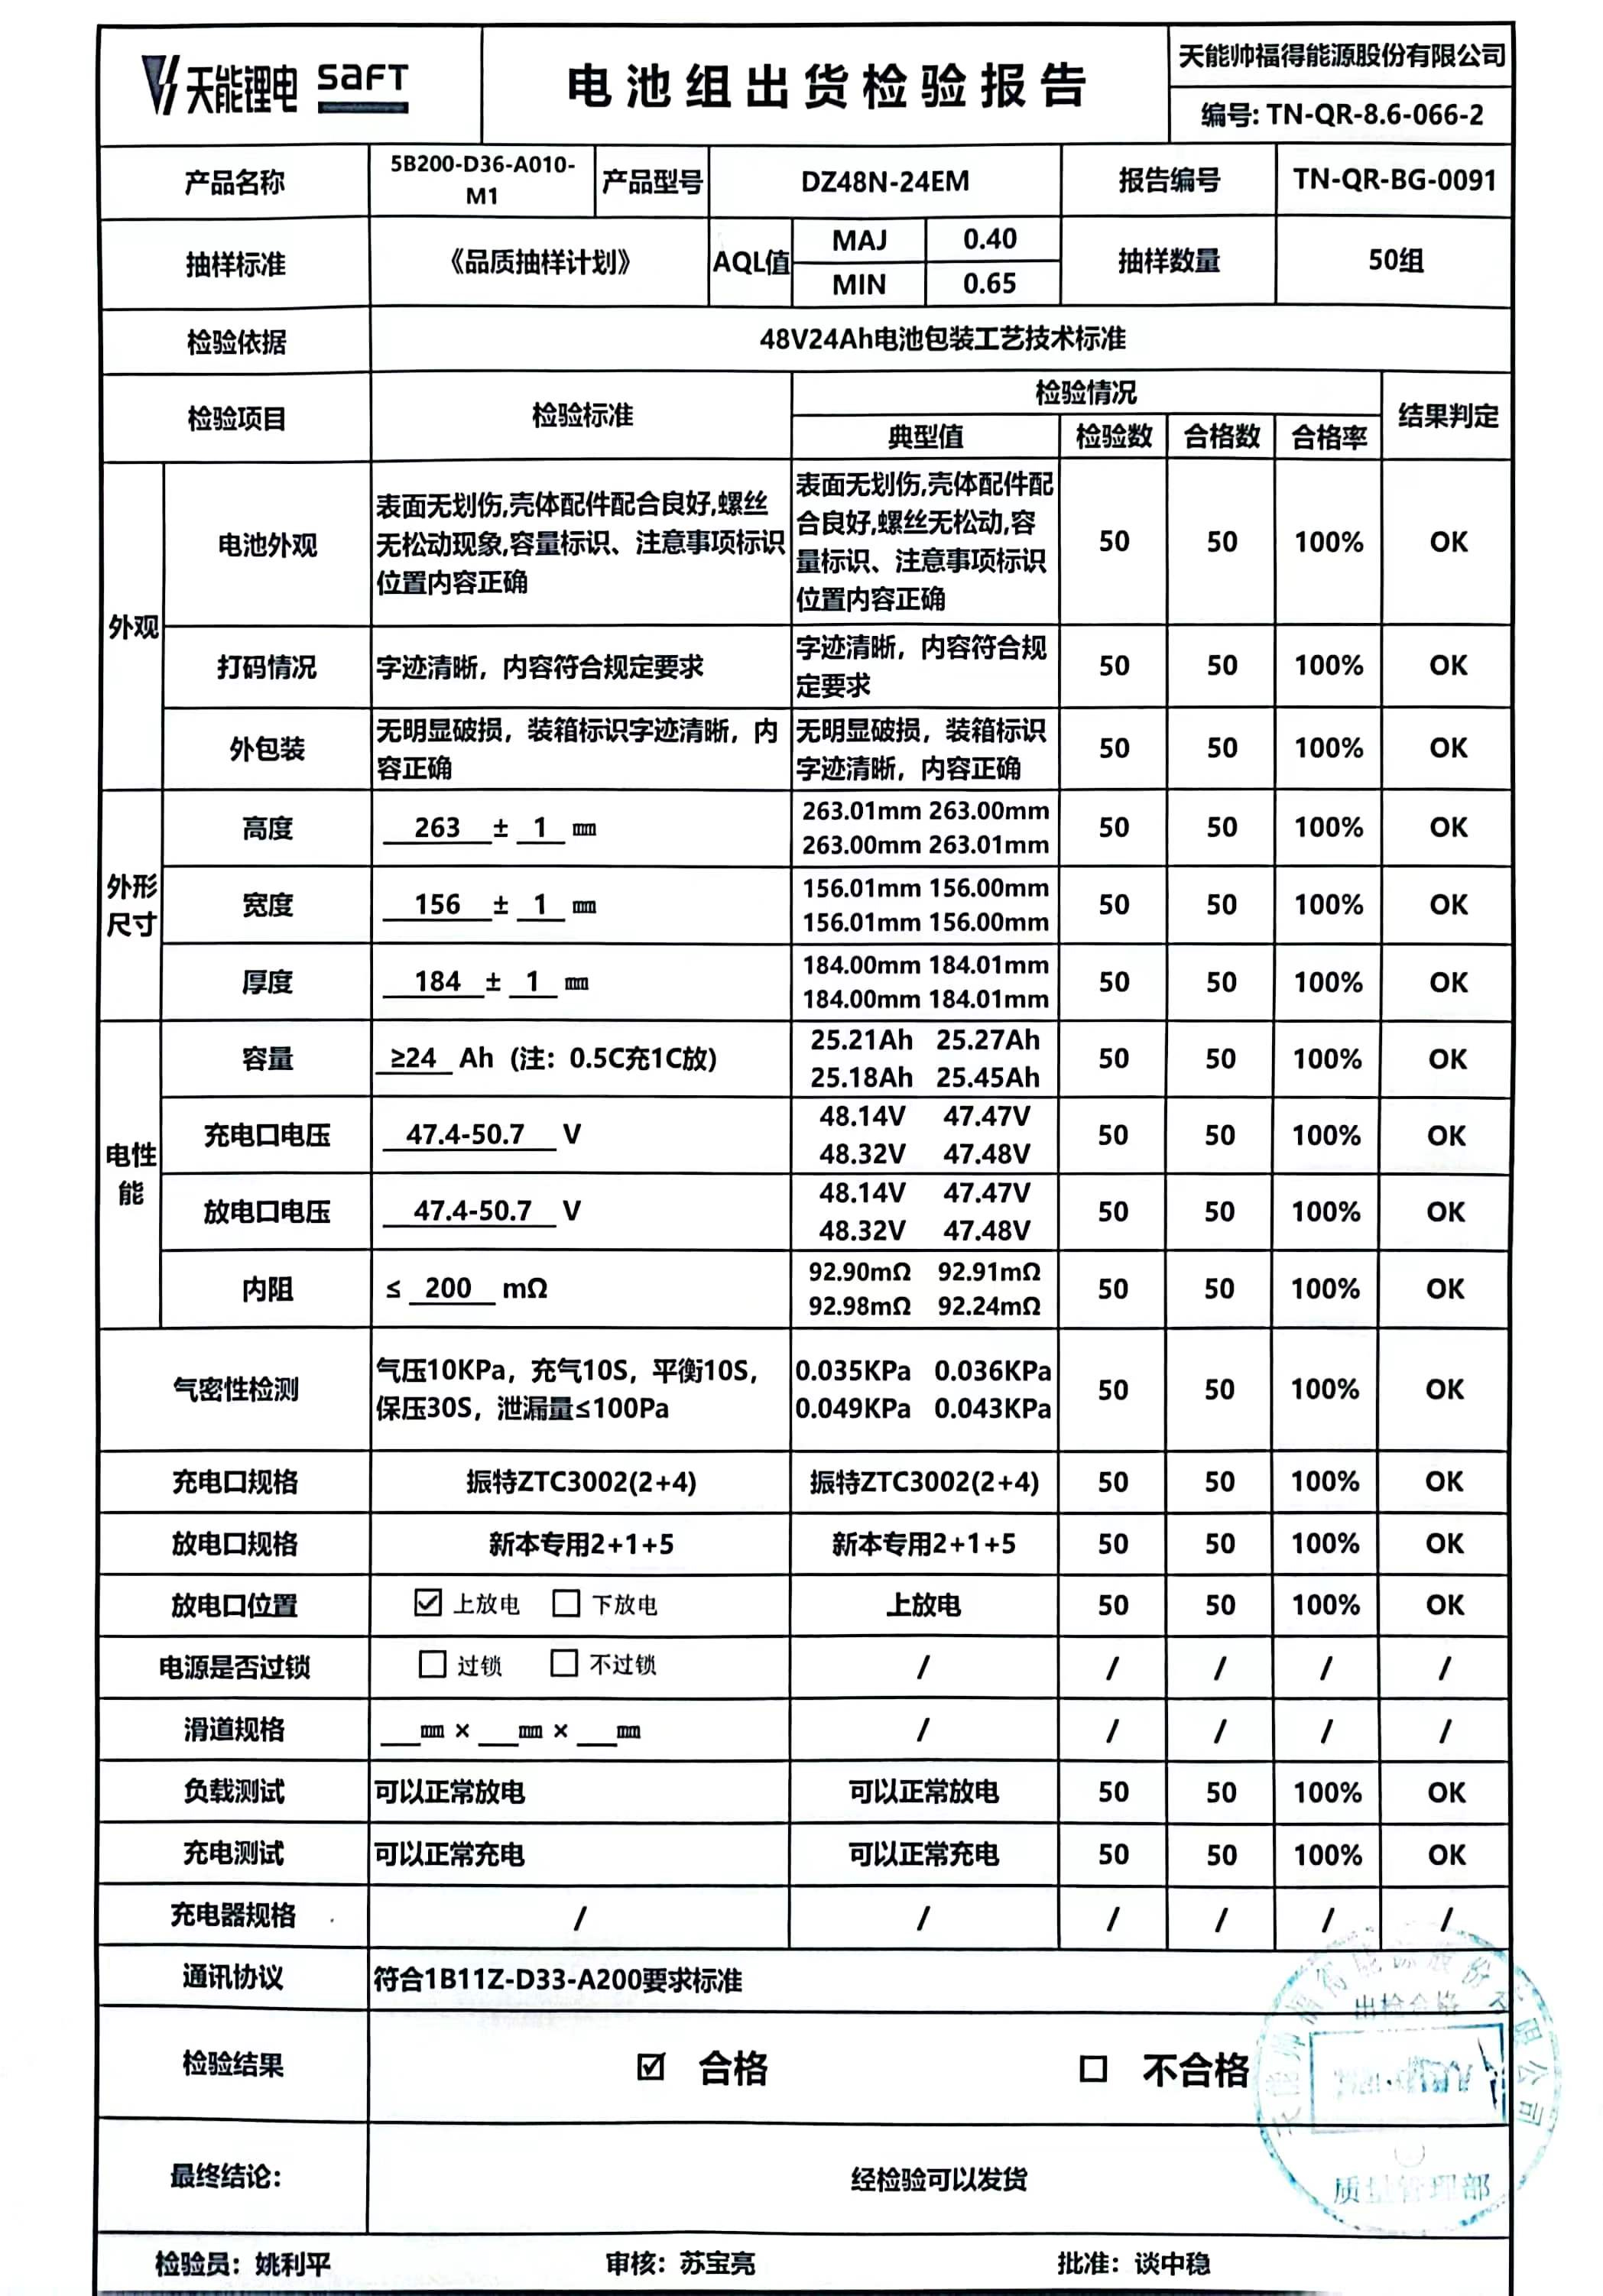 天能锂电 SAFT
电池组出货检验报告
天能帅福得能源股份有限公司
编号: TN-QR-8.6-066-2
产品名称
5B200-D36-A010-
M1
产品型号
DZ48N-24EM
报告编号
TN-QR-BG-0091
抽样标准
《品质抽样计划》
AQL值
MAJ 0.40
MIN 0.65
抽样数量
50组
检验依据
48V24Ah电池包装工艺技术标准
检验项目
检验标准
检验情况
典型值 检验数 合格数 合格率
结果判定
外观
电池外观
表面无划伤,壳体配件配合良好,螺丝
无松动现象,容量标识、注意事项标识
位置内容正确
表面无划伤,壳体配件配
合良好,螺丝无松动,容
量标识、注意事项标识
位置内容正确
50 50 100% OK
打码情况
字迹清晰，内容符合规定要求
字迹清晰，内容符合规
定要求
50 50 100% OK
外包装
无明显破损，装箱标识字迹清晰，内
容正确
无明显破损，装箱标识
字迹清晰，内容正确
50 50 100% OK
外形
尺寸
高度
263 ± 1 mm
263.01mm 263.00mm
263.00mm 263.01mm
50 50 100% OK
宽度
156 ± 1 mm
156.01mm 156.00mm
156.01mm 156.00mm
50 50 100% OK
厚度
184 ± 1 mm
184.00mm 184.01mm
184.00mm 184.01mm
50 50 100% OK
电性
能
容量
≥24 Ah（注：0.5C充1C放）
25.21Ah 25.27Ah
25.18Ah 25.45Ah
50 50 100% OK
充电口电压
47.4-50.7 V
48.14V 47.47V
48.32V 47.48V
50 50 100% OK
放电口电压
47.4-50.7 V
48.14V 47.47V
48.32V 47.48V
50 50 100% OK
内阻
≤ 200 mΩ
92.90mΩ 92.91mΩ
92.98mΩ 92.24mΩ
50 50 100% OK
气密性检测
气压10KPa，充气10S，平衡10S，
保压30S，泄漏量≤100Pa
0.035KPa 0.036KPa
0.049KPa 0.043KPa
50 50 100% OK
充电口规格 振特ZTC3002(2+4) 振特ZTC3002(2+4) 50 50 100% OK
放电口规格 新本专用2+1+5 新本专用2+1+5 50 50 100% OK
放电口位置 ☑ 上放电 ☐ 下放电 上放电 50 50 100% OK
电源是否过锁 ☐ 过锁 ☐ 不过锁 / / / / /
滑道规格 ___mm × ___mm × ___mm / / / / /
负载测试 可以正常放电 可以正常放电 50 50 100% OK
充电测试 可以正常充电 可以正常充电 50 50 100% OK
充电器规格 / / / / / /
通讯协议 符合1B11Z-D33-A200要求标准
检验结果 ☑ 合格 ☐ 不合格
最终结论： 经检验可以发货
天能帅福得能源股份有限公司
出检合格
质量管理部
检验员：姚利平 审核：苏宝亮 批准：谈中稳